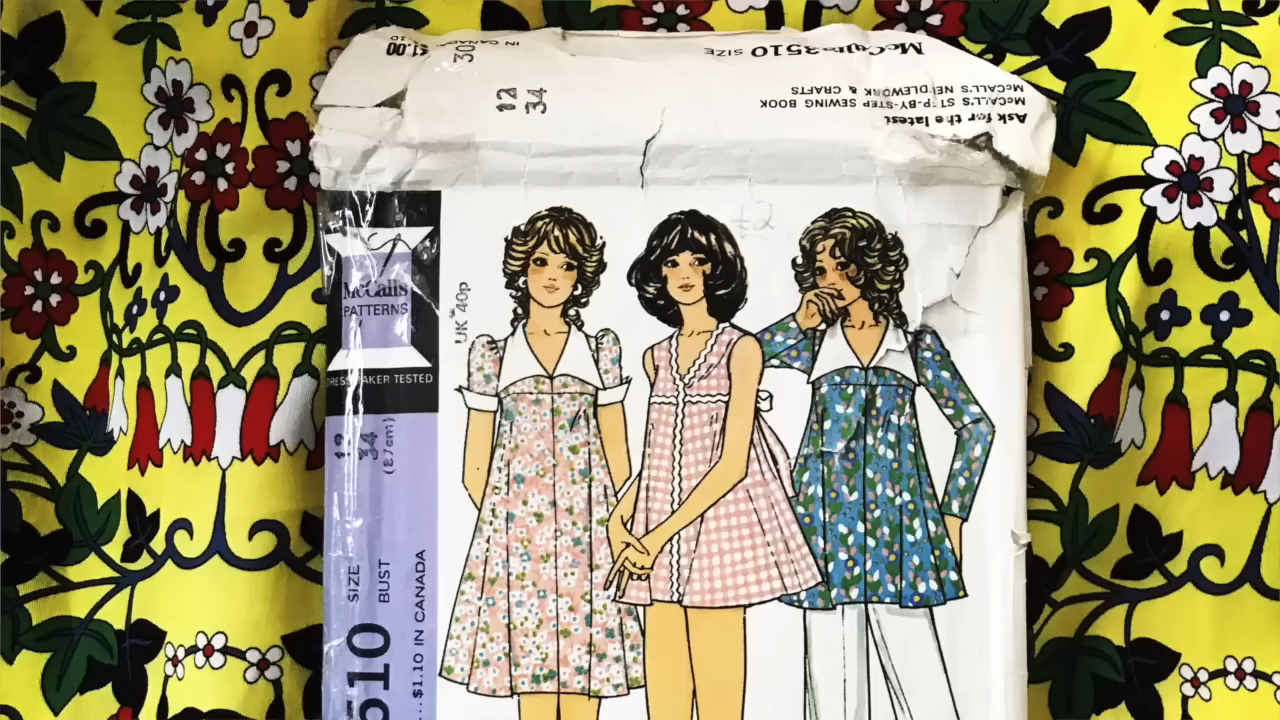 McCall's 3510 SIZE
12
34
30
IN CANADA
$1.00
Ask for the latest
McCALL'S STEP-BY-STEP SEWING BOOK
McCALL'S NEEDLEWORK & CRAFTS
£2
McCall's
PATTERNS
DRESSMAKER TESTED
UK 40p
12
34
(87cm)
SIZE
BUST
510
...$1.10 IN CANADA